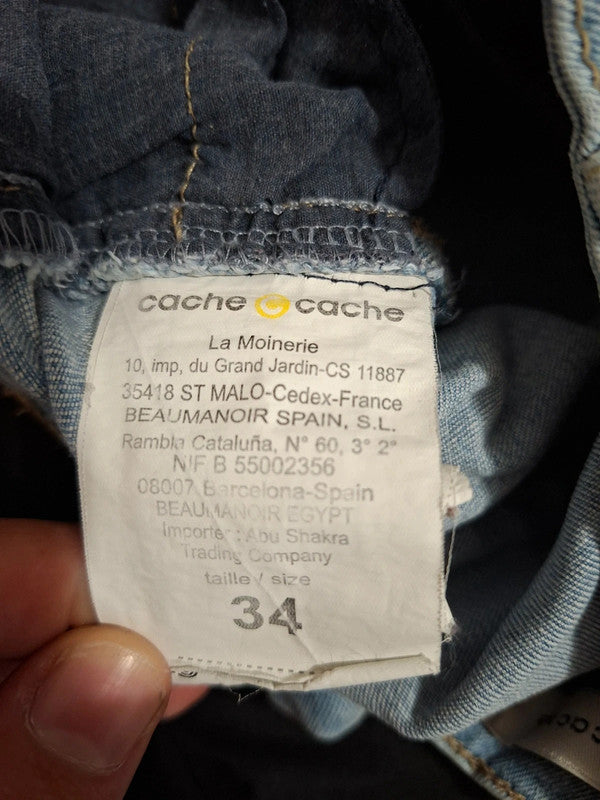 cache cache
La Moinerie
10, imp, du Grand Jardin-CS 11887
35418 ST MALO-Cedex-France
BEAUMANOIR SPAIN, S.L.
Rambla Cataluña, N° 60, 3° 2°
NIF B 55002356
08007 Barcelona-Spain
BEAUMANOIR EGYPT
Importer : Abu Shakra
Trading Company
taille / size
34